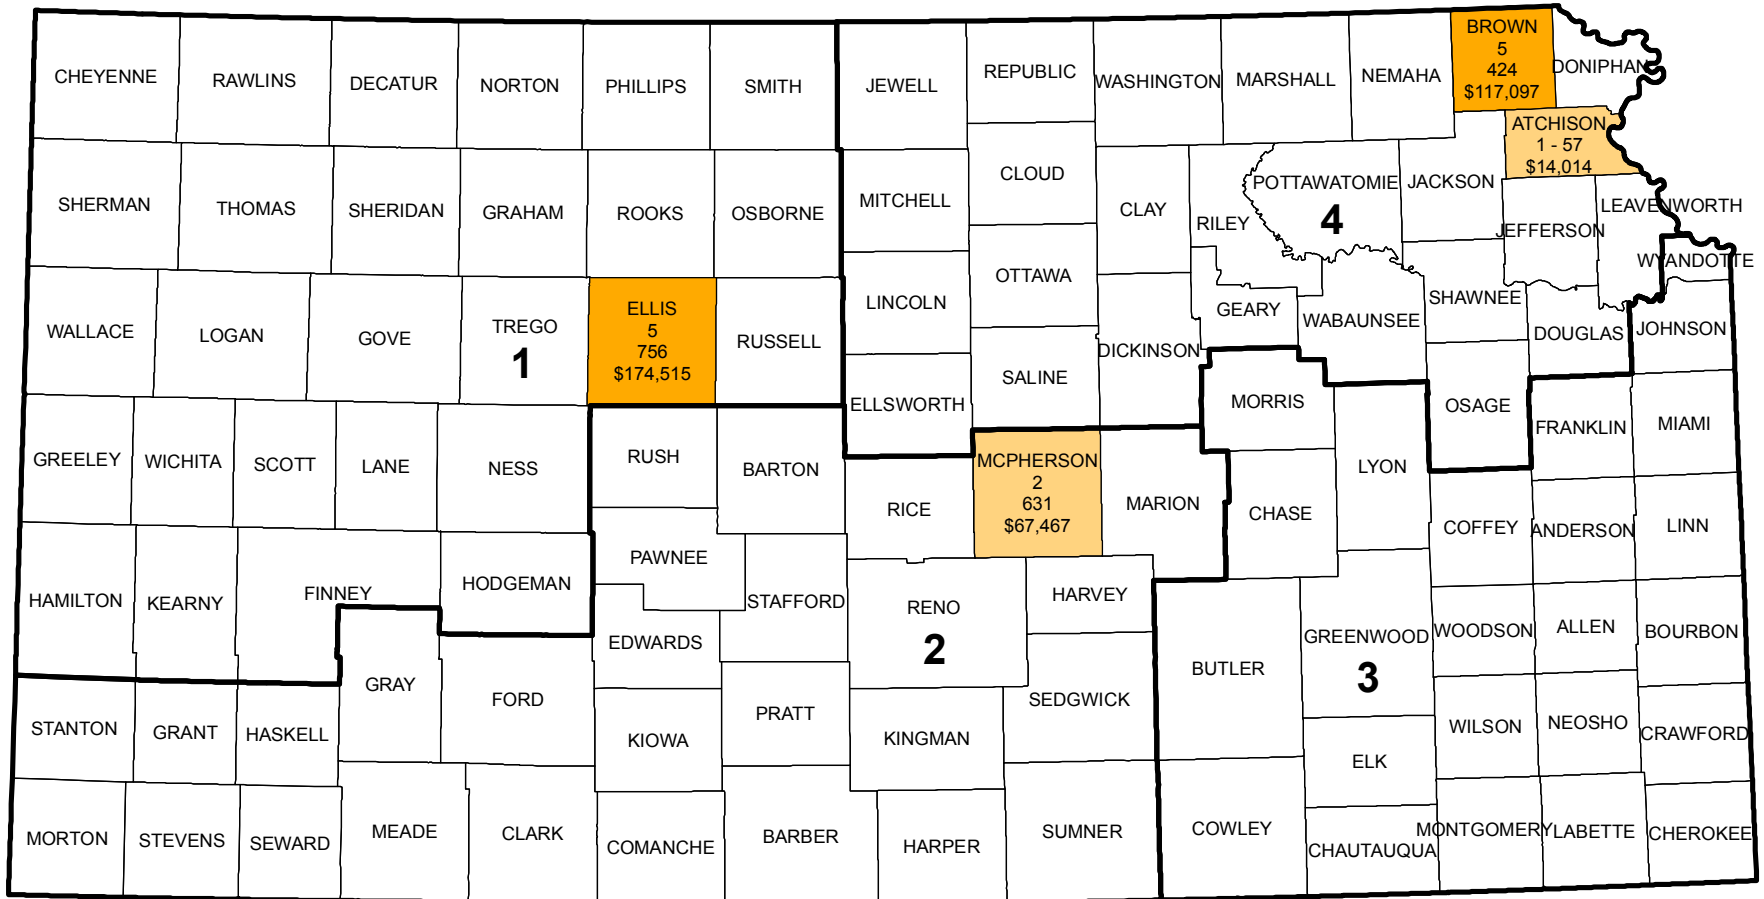 CHEYENNE
RAWLINS
DECATUR
NORTON
PHILLIPS
SMITH
JEWELL
REPUBLIC
WASHINGTON
MARSHALL
NEMAHA
BROWN
5
424
$117,097
DONIPHAN
ATCHISON
1 - 57
$14,014
SHERMAN
THOMAS
SHERIDAN
GRAHAM
ROOKS
OSBORNE
MITCHELL
CLOUD
CLAY
RILEY
POTTAWATOMIE
4
JACKSON
JEFFERSON
LEAVENWORTH
WYANDOTTE
WALLACE
LOGAN
GOVE
TREGO
1
ELLIS
5
756
$174,515
RUSSELL
LINCOLN
OTTAWA
DICKINSON
GEARY
WABAUNSEE
SHAWNEE
DOUGLAS
JOHNSON
ELLSWORTH
SALINE
MORRIS
OSAGE
FRANKLIN
MIAMI
GREELEY
WICHITA
SCOTT
LANE
NESS
RUSH
BARTON
RICE
MCPHERSON
2
631
$67,467
MARION
CHASE
LYON
COFFEY
ANDERSON
LINN
HAMILTON
KEARNY
FINNEY
HODGEMAN
PAWNEE
STAFFORD
EDWARDS
RENO
2
HARVEY
BUTLER
GREENWOOD
3
WOODSON
ALLEN
BOURBON
STANTON
GRANT
HASKELL
GRAY
FORD
KIOWA
PRATT
KINGMAN
SEDGWICK
ELK
WILSON
NEOSHO
CRAWFORD
MORTON
STEVENS
SEWARD
MEADE
CLARK
COMANCHE
BARBER
HARPER
SUMNER
COWLEY
CHAUTAUQUA
MONTGOMERY
LABETTE
CHEROKEE